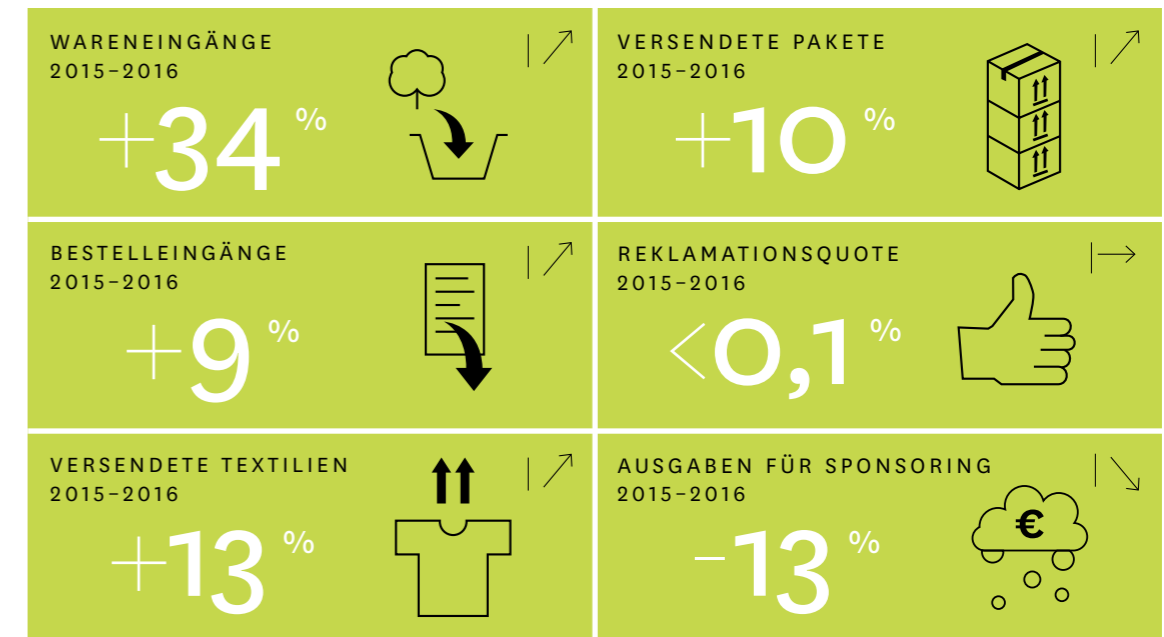 WARENEINGÄNGE
2015–2016
+34 %
VERSENDETE PAKETE
2015–2016
+10 %
BESTELLEINGÄNGE
2015–2016
+9 %
REKLAMATIONSQUOTE
2015–2016
<0,1 %
VERSENDETE TEXTILIEN
2015–2016
+13 %
AUSGABEN FÜR SPONSORING
2015–2016
€
–13 %